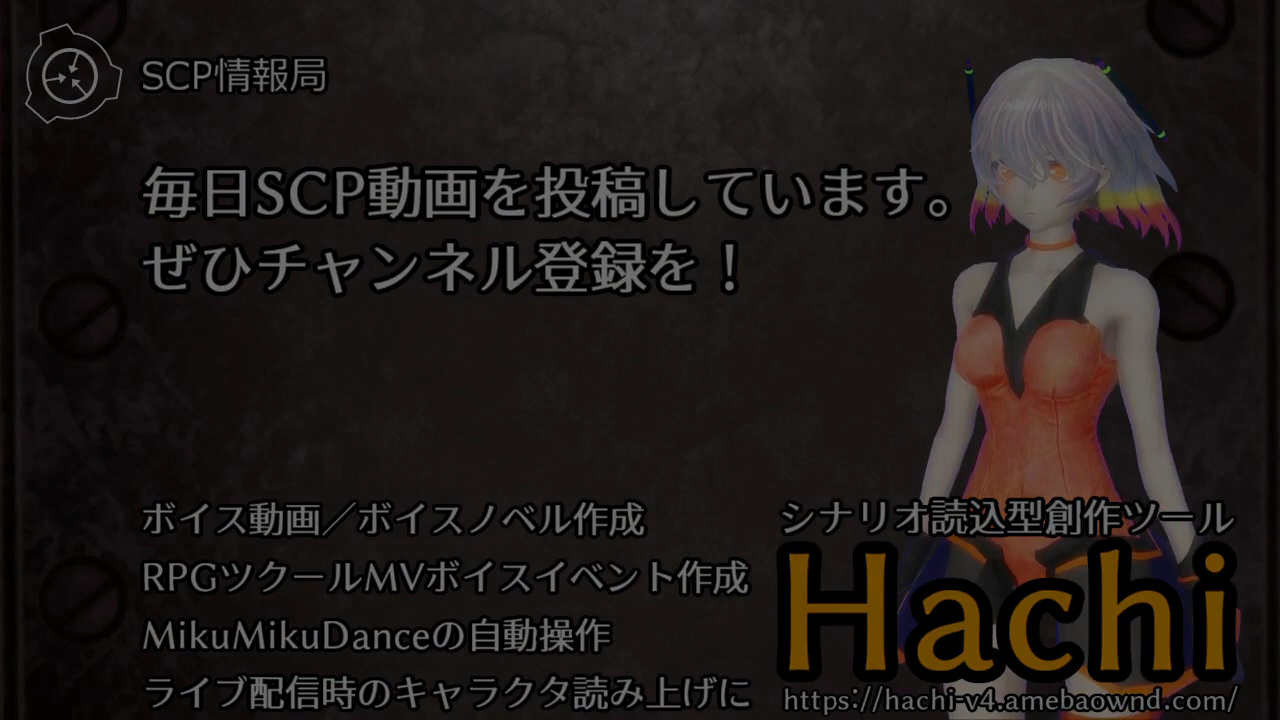 SCP情報局
毎日SCP動画を投稿しています。
ぜひチャンネル登録を！
ボイス動画／ボイスノベル作成
RPGツクールMVボイスイベント作成
MikuMikuDanceの自動操作
ライブ配信時のキャラクタ読み上げに
シナリオ読込型創作ツール
Hachi
https://hachi-v4.amebaownd.com/